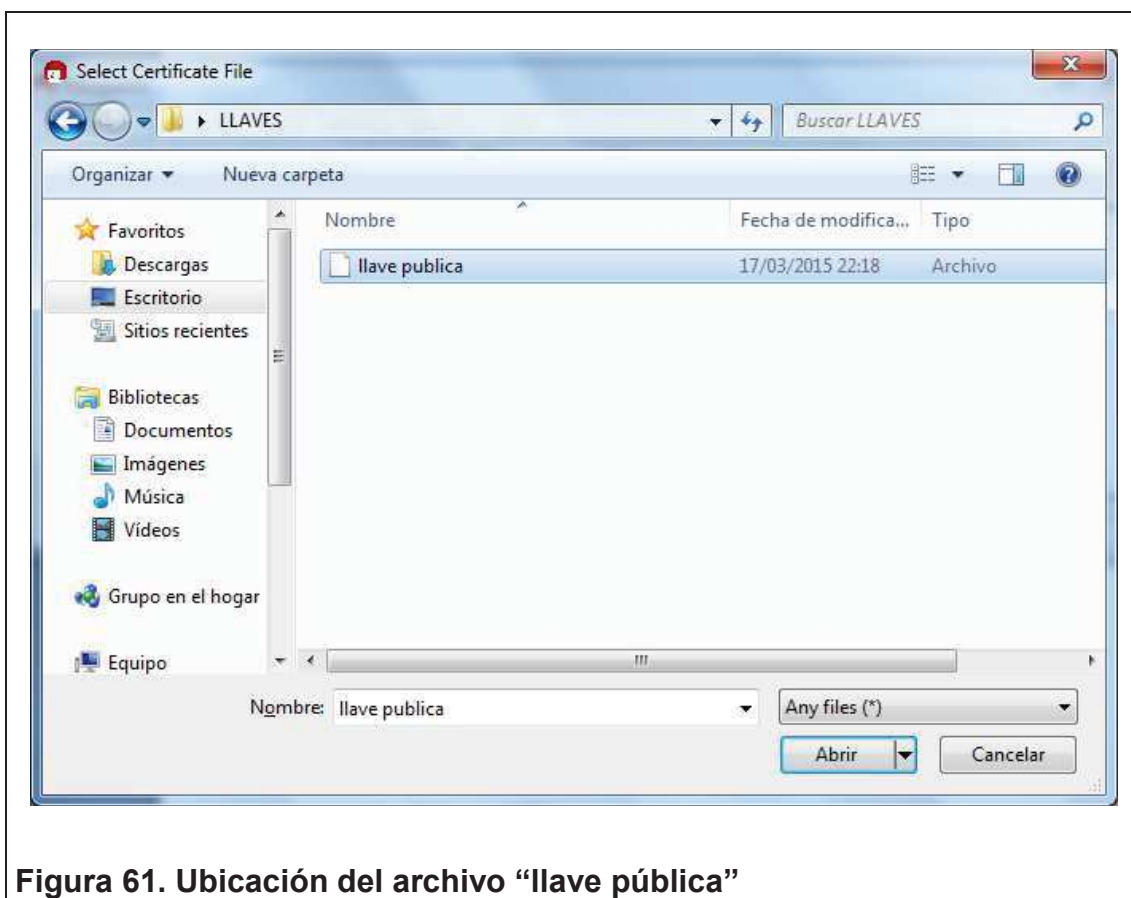 Select Certificate File
LLAVES
Buscar LLAVES
Organizar
Nueva carpeta
Nombre
Fecha de modifica...
Tipo
Favoritos
Descargas
Escritorio
Sitios recientes
Bibliotecas
Documentos
Imágenes
Música
Vídeos
Grupo en el hogar
Equipo
llave publica
17/03/2015 22:18
Archivo
Nombre: llave publica
Any files (*)
Abrir
Cancelar
Figura 61. Ubicación del archivo “llave pública”